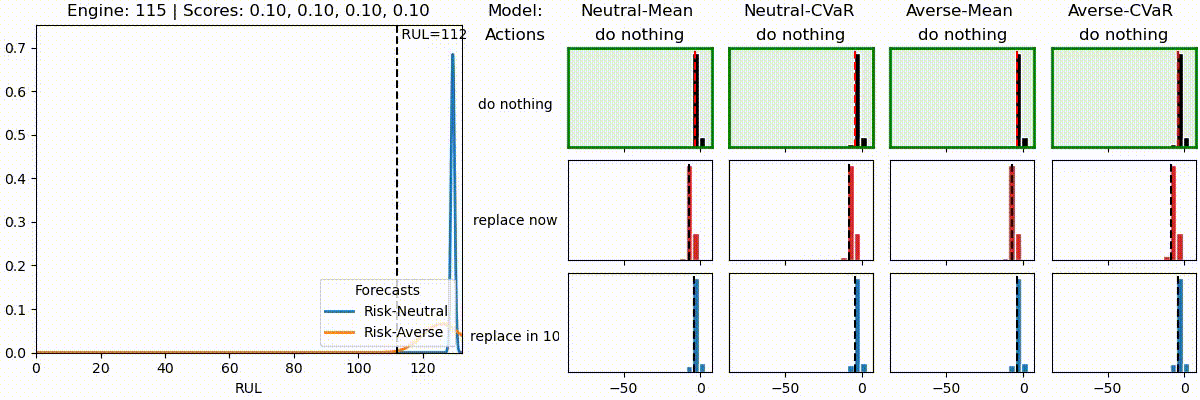 Engine: 115 | Scores: 0.10, 0.10, 0.10, 0.10
Model:
Neutral-Mean
Neutral-CVaR
Averse-Mean
Averse-CVaR
Actions
do nothing
do nothing
do nothing
do nothing
RUL=112
0.7
0.6
0.5
0.4
0.3
0.2
0.1
0.0
Forecasts
Risk-Neutral
Risk-Averse
0
20
40
60
80
100
120
RUL
do nothing
replace now
replace in 10
−50
0
−50
0
−50
0
−50
0